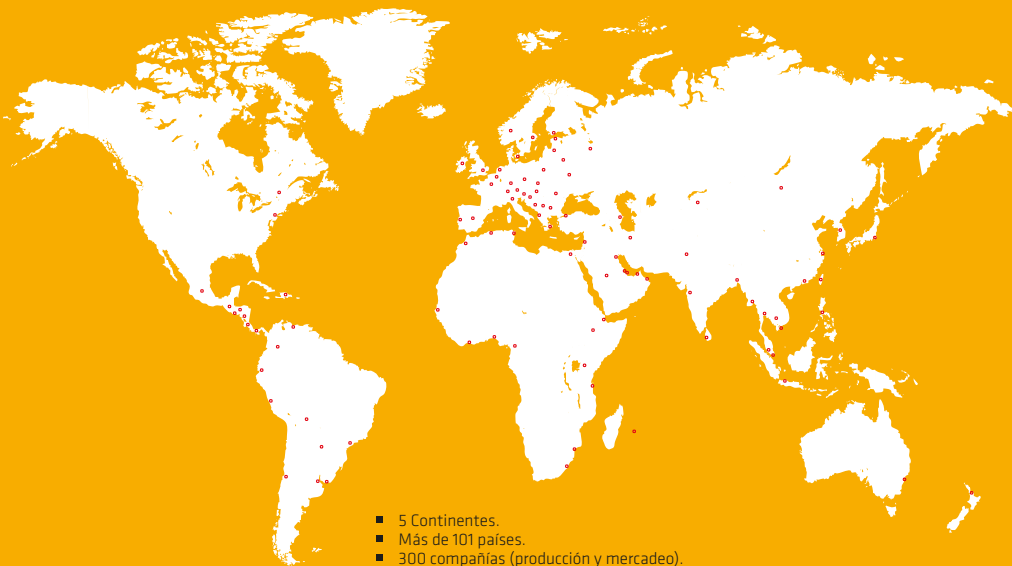 5 Continentes.
Más de 101 países.
300 compañías (producción y mercadeo).